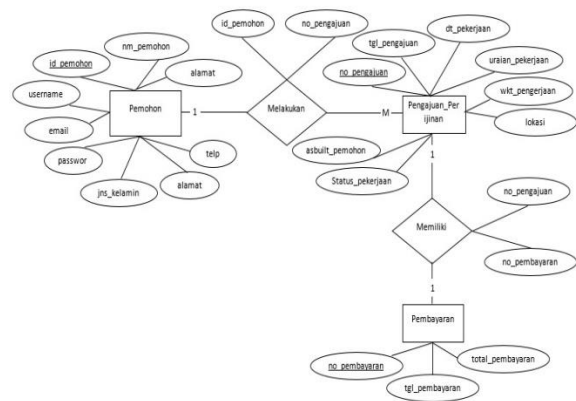 id_pemohon
nm_pemohon
alamat
username
email
passwor
jns_kelamin
alamat
telp
Pemohon
1
id_pemohon
no_pengajuan
Melakukan
M
tgl_pengajuan
dt_pekerjaan
no_pengajuan
uraian_pekerjaan
wkt_pengerjaan
lokasi
Pengajuan_Per
ijinan
asbuilt_pemohon
Status_pekerjaan
1
no_pengajuan
Memiliki
no_pembayaran
1
Pembayaran
no_pembayaran
tgl_pembayaran
total_pembayaran